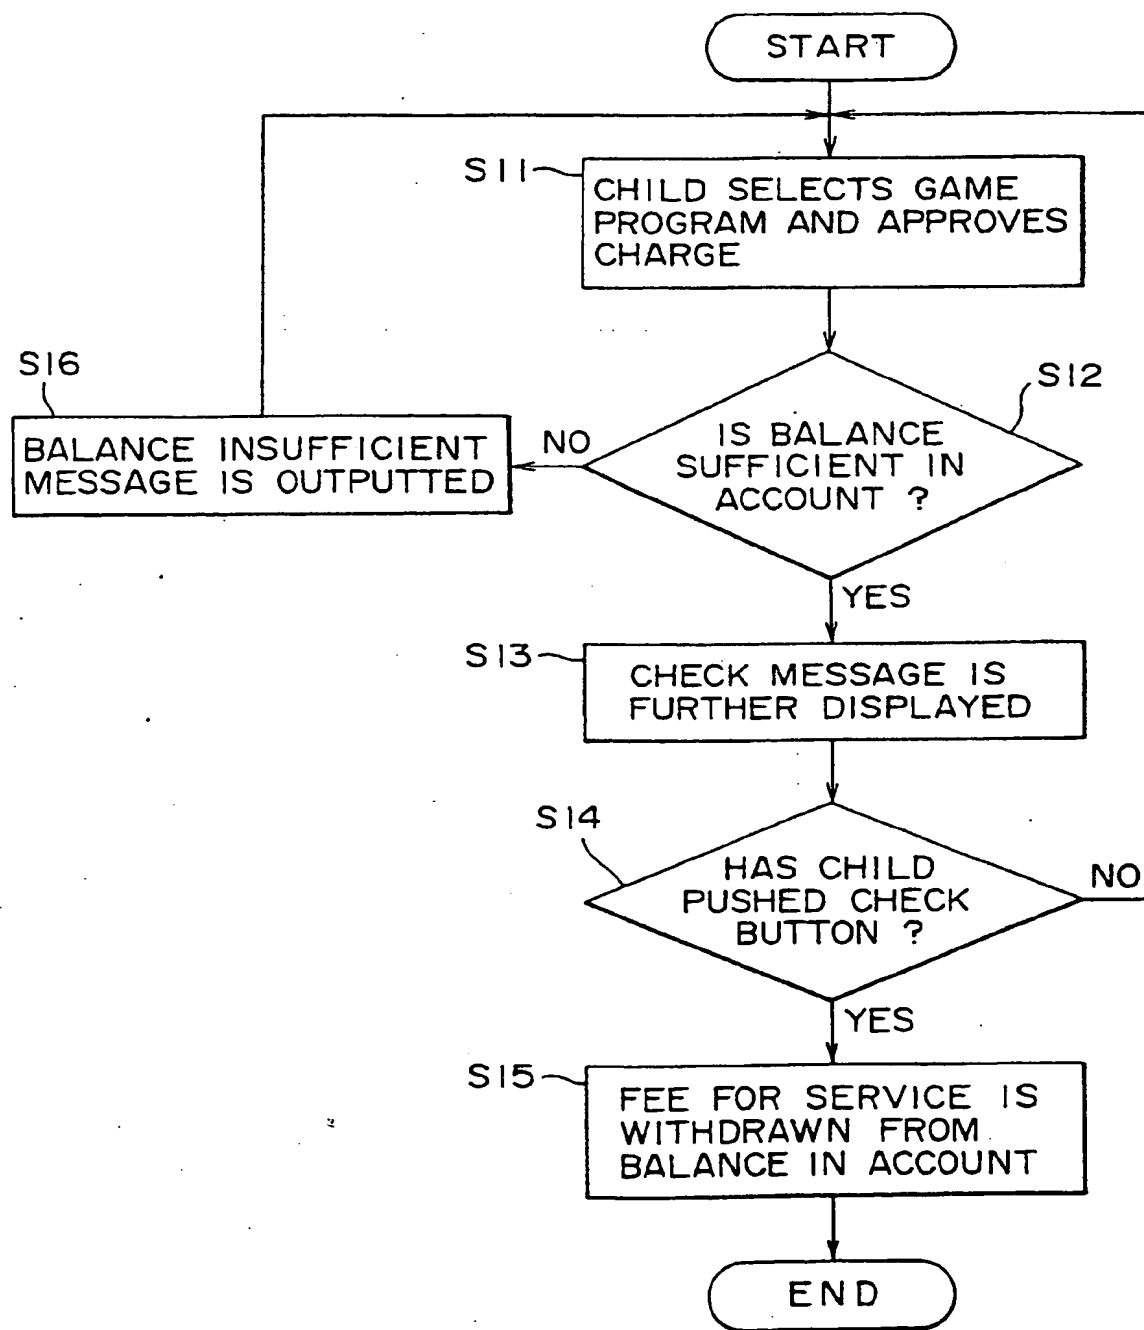 START
S11
CHILD SELECTS GAME
PROGRAM AND APPROVES
CHARGE
S16
BALANCE INSUFFICIENT
MESSAGE IS OUTPUTTED
NO
S12
IS BALANCE
SUFFICIENT IN
ACCOUNT ?
YES
S13
CHECK MESSAGE IS
FURTHER DISPLAYED
S14
HAS CHILD
PUSHED CHECK
BUTTON ?
NO
YES
S15
FEE FOR SERVICE IS
WITHDRAWN FROM
BALANCE IN ACCOUNT
END